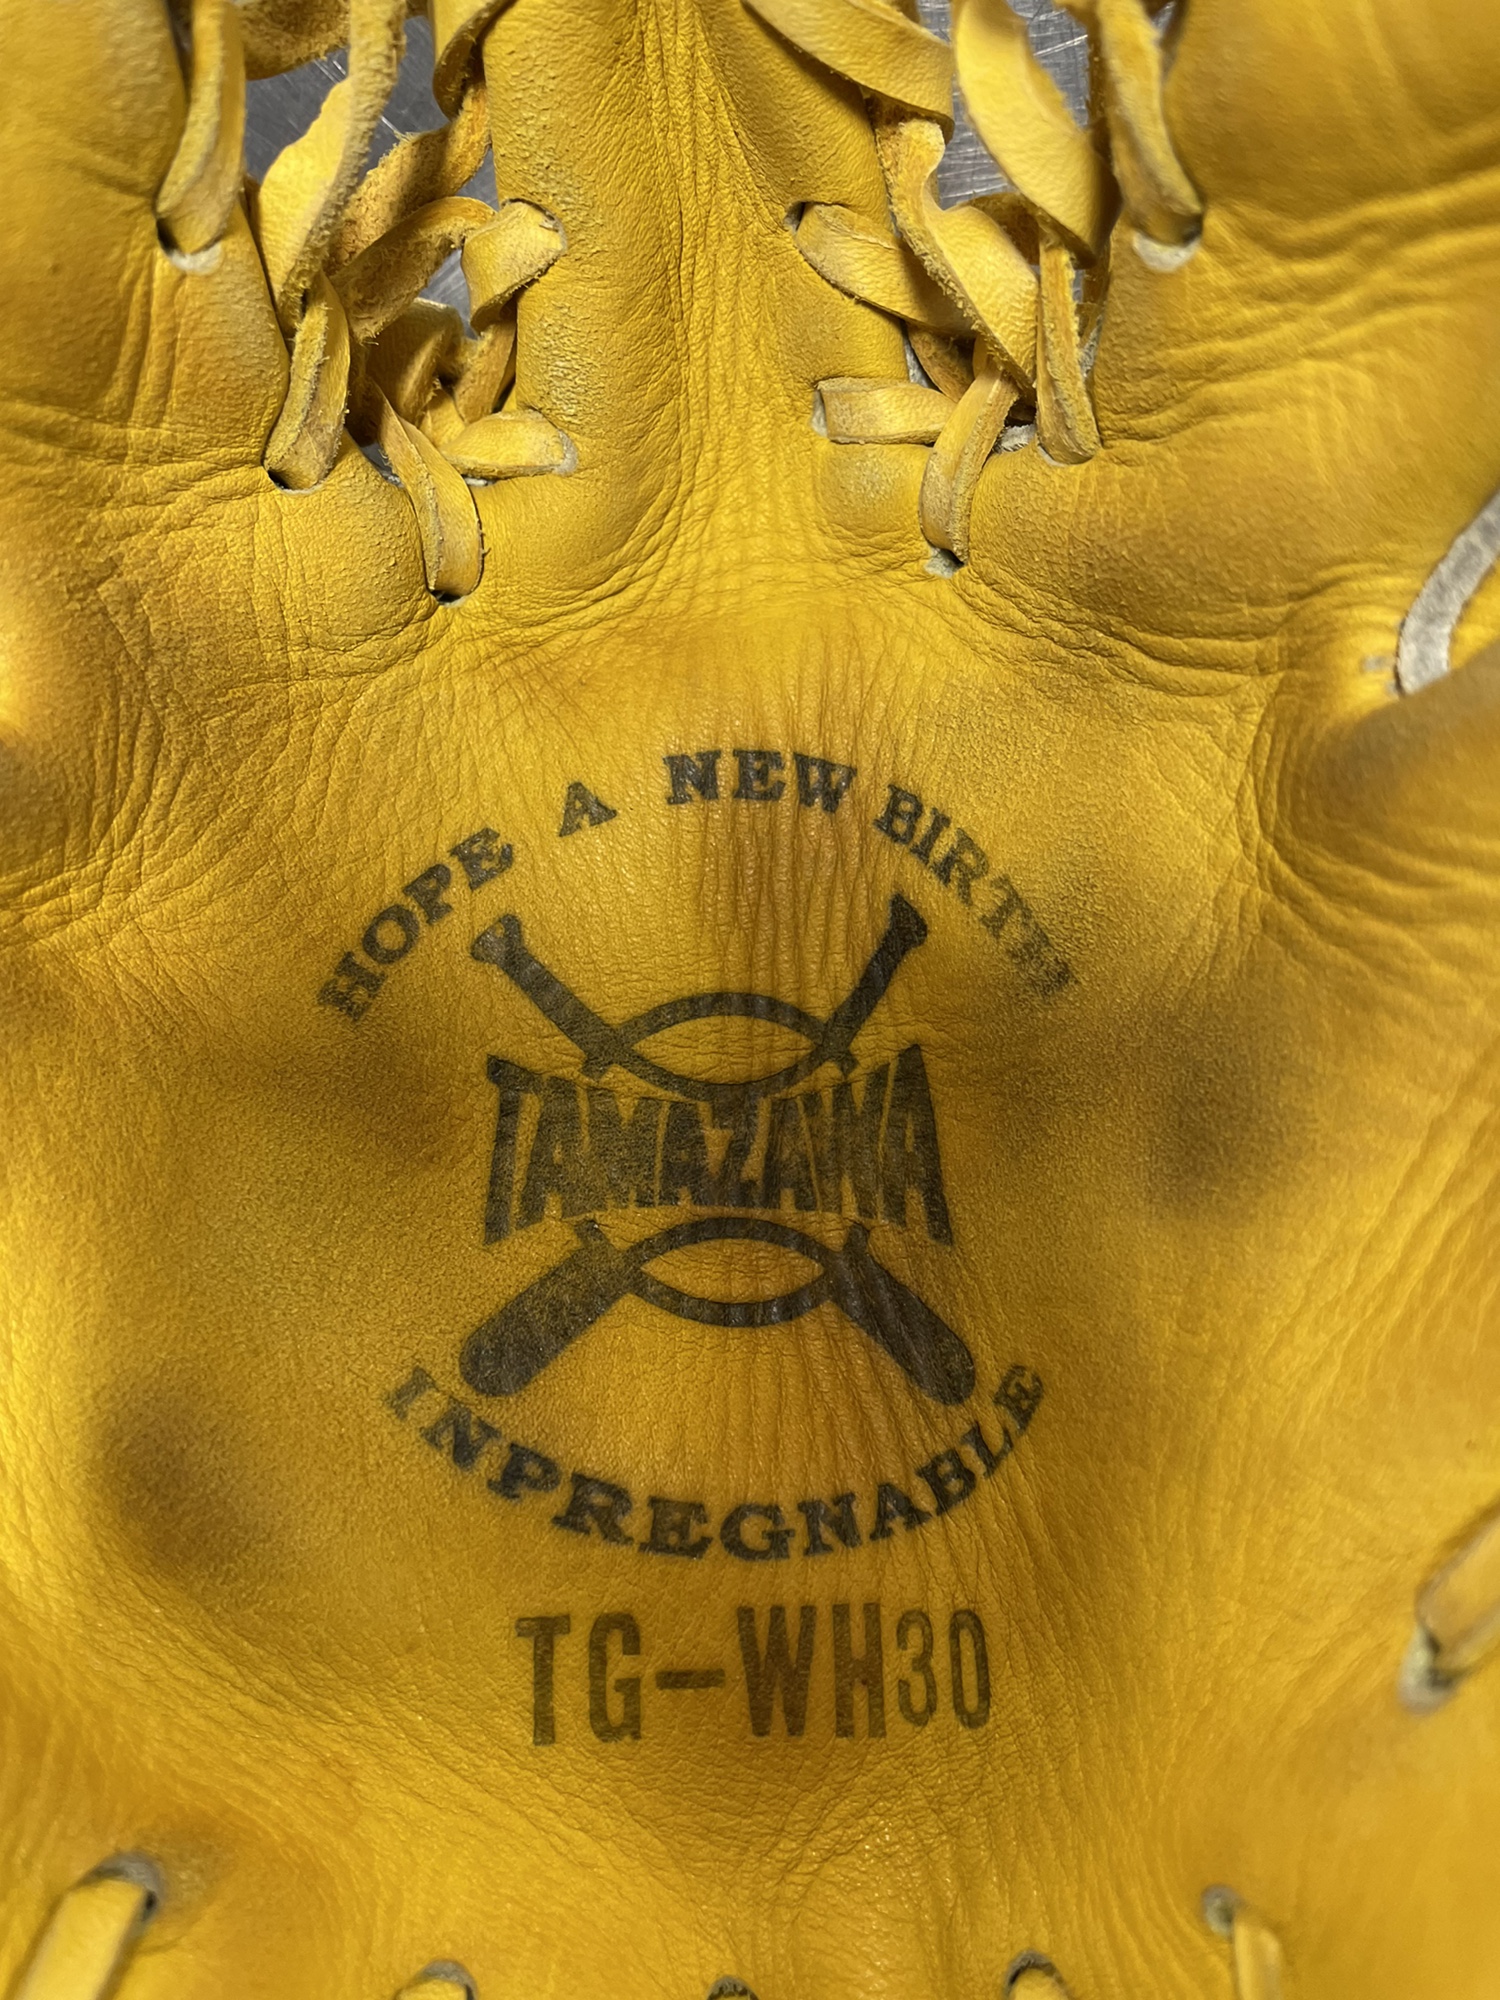 HOPE A NEW BIRTH
TAMAZAWA
INPREGNABLE
TG-WH30